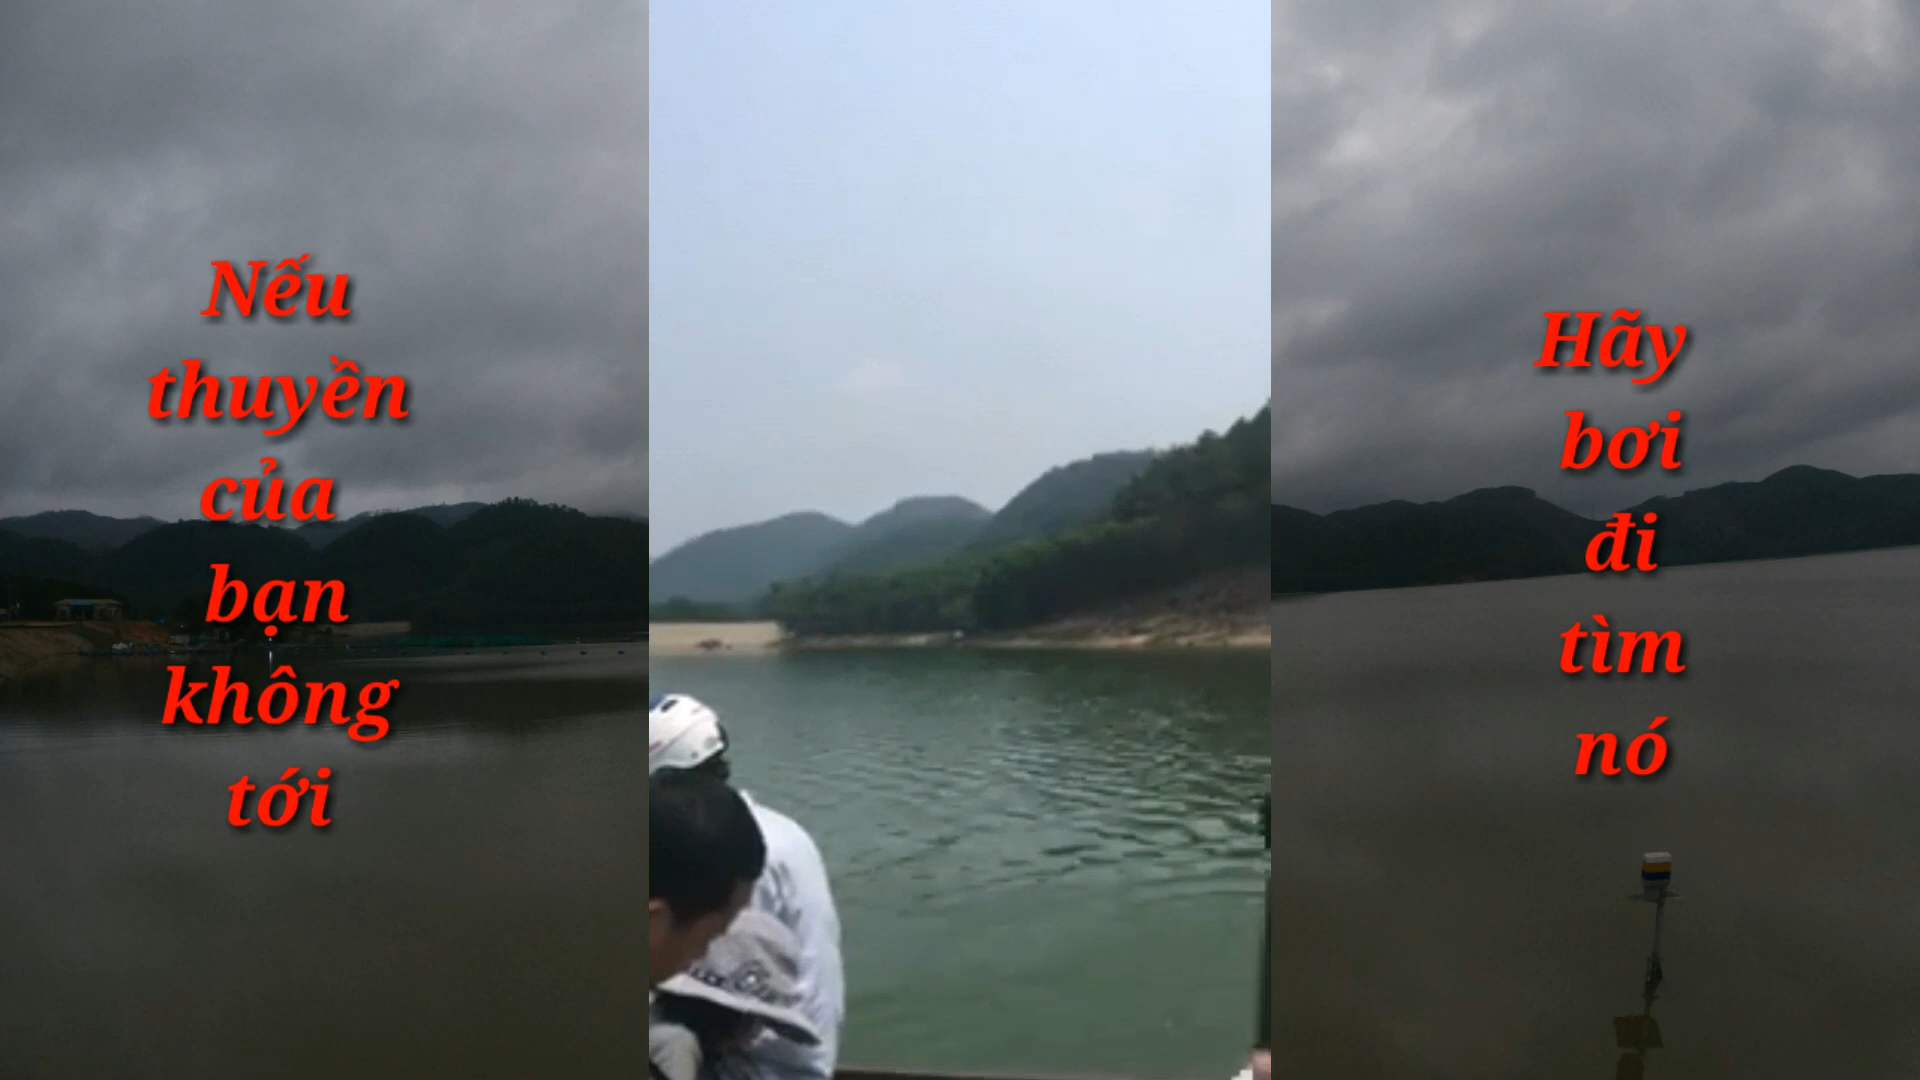 Nếu
thuyền
của
bạn
không
tới
Hãy
bơi
đi
tìm
nó